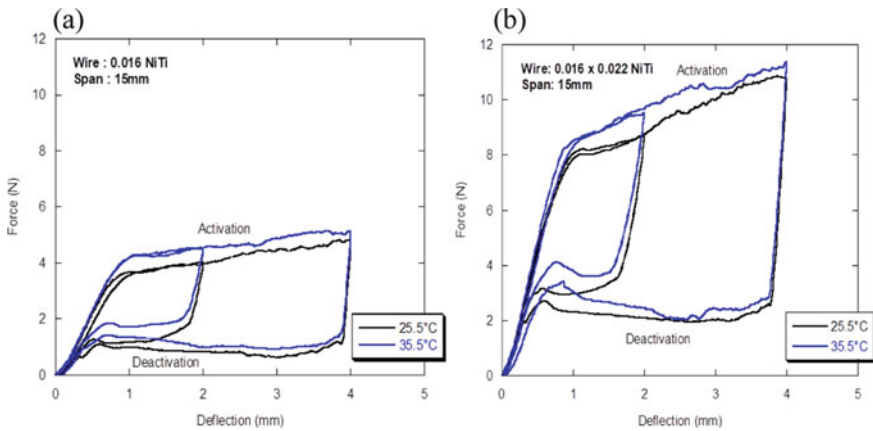 (a)
12
10
8
6
4
2
0
Force (N)
Wire : 0.016 NiTi
Span : 15mm
Activation
Deactivation
25.5°C
35.5°C
0 1 2 3 4 5
Deflection (mm)
(b)
12
10
8
6
4
2
0
Force (N)
Wire: 0.016 x 0.022 NiTi
Span: 15mm
Activation
Deactivation
25.5°C
35.5°C
0 1 2 3 4 5
Deflection (mm)